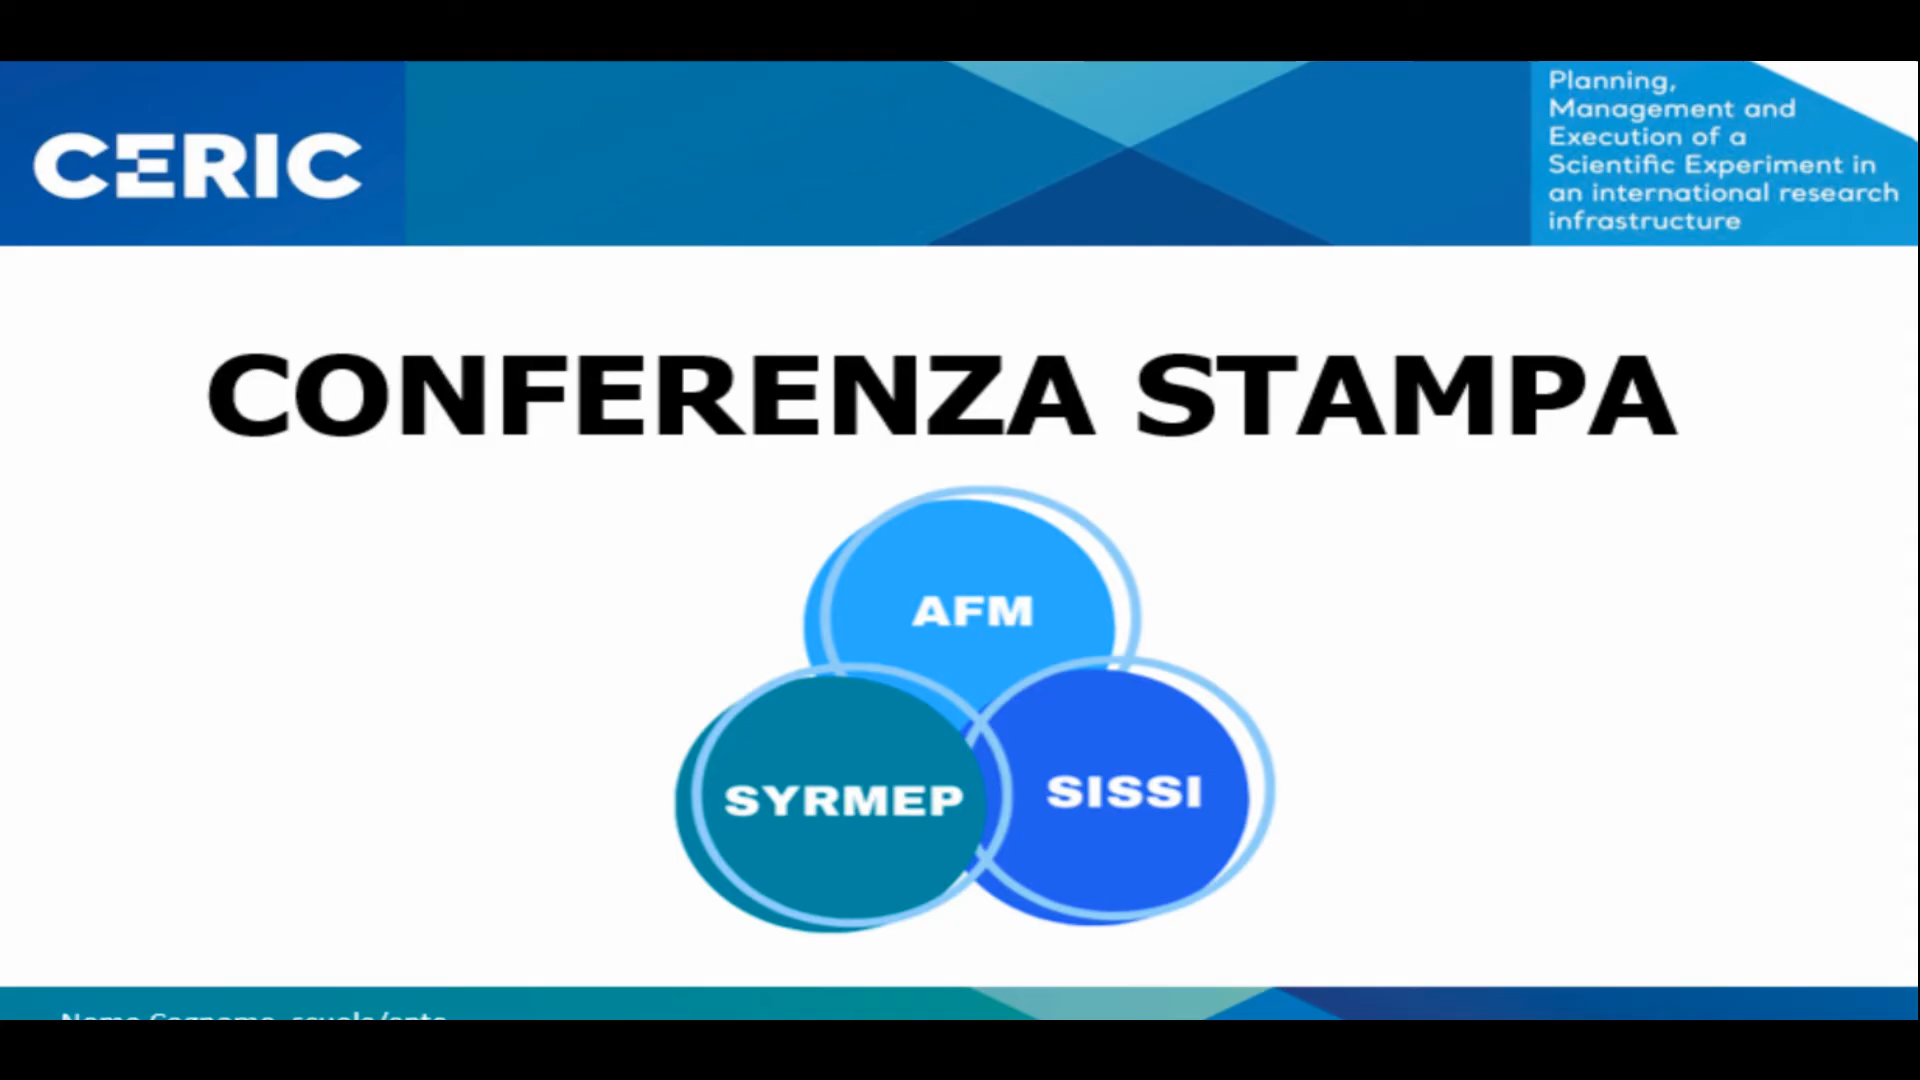 CERIC
Planning,
Management and
Execution of a
Scientific Experiment in
an international research
infrastructure
CONFERENZA STAMPA
AFM
SYRMEP
SISSI